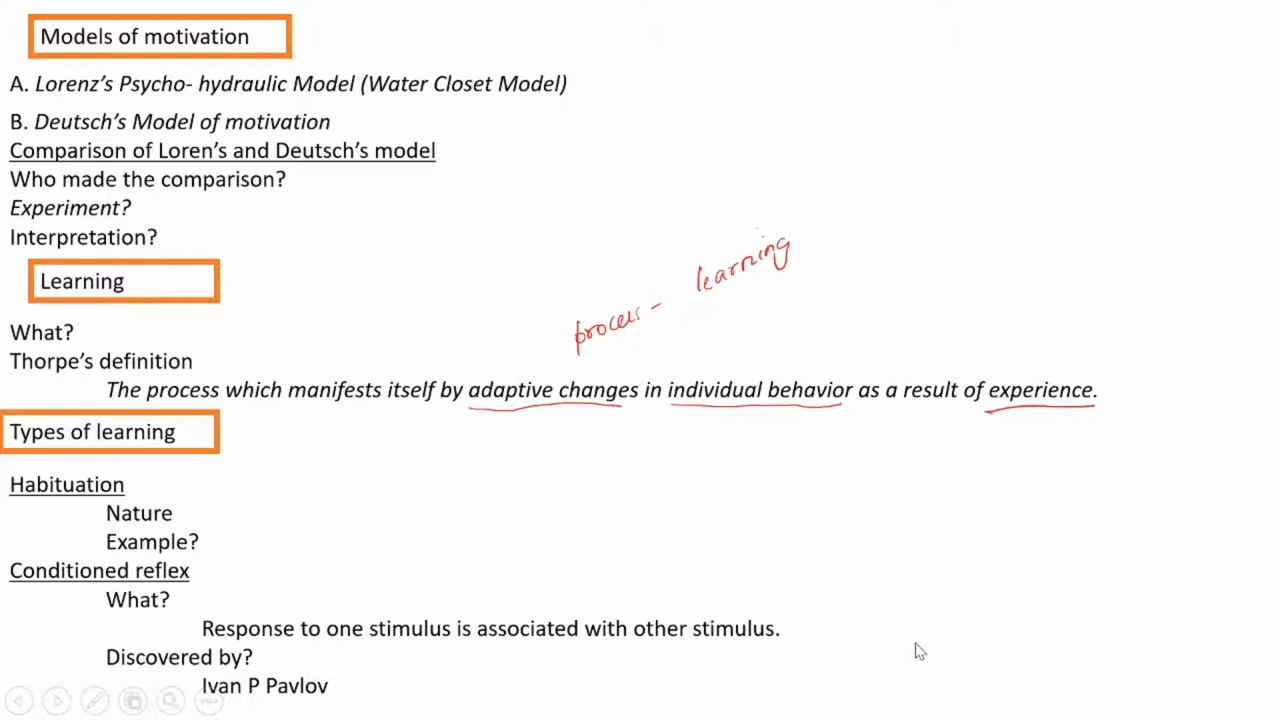 Models of motivation
A. Lorenz's Psycho- hydraulic Model (Water Closet Model)
B. Deutsch's Model of motivation
Comparison of Loren's and Deutsch's model
Who made the comparison?
Experiment?
Interpretation?
Learning
process - learning
What?
Thorpe's definition
The process which manifests itself by adaptive changes in individual behavior as a result of experience.
Types of learning
Habituation
Nature
Example?
Conditioned reflex
What?
Response to one stimulus is associated with other stimulus.
Discovered by?
Ivan P Pavlov